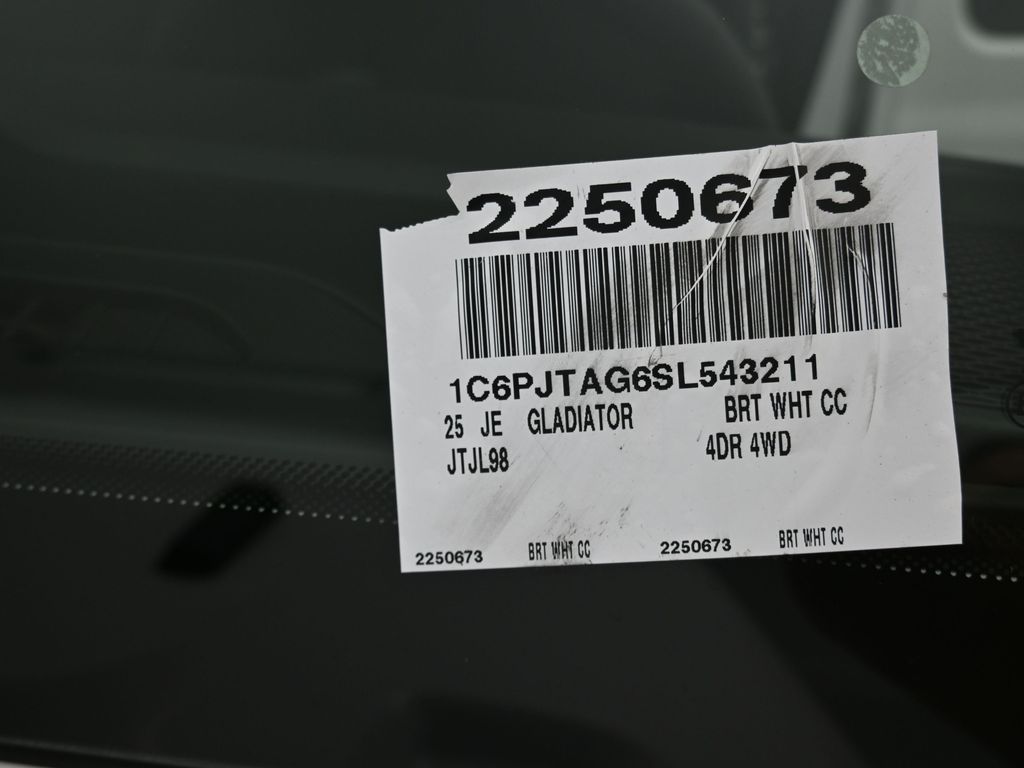 2250673
1C6PJTAG6SL543211
25 JE GLADIATOR BRT WHT CC
JTJL98 4DR 4WD
2250673 BRT WHT CC 2250673 BRT WHT CC